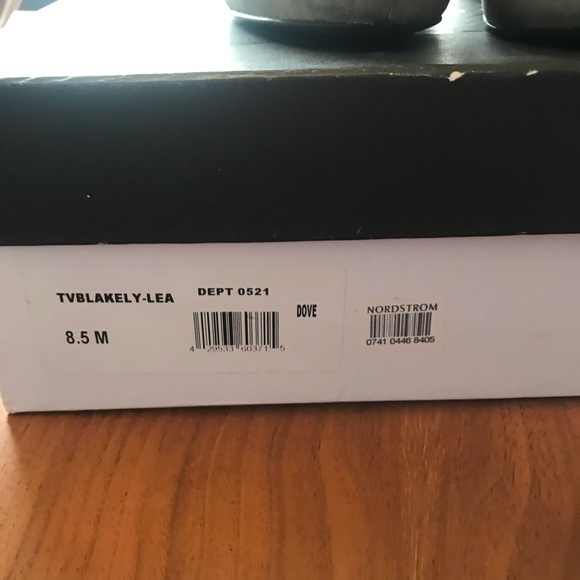 TVBLAKELY-LEA
DEPT 0521
DOVE
8.5 M
4 29533 60371 5
NORDSTROM
0741 0446 8405